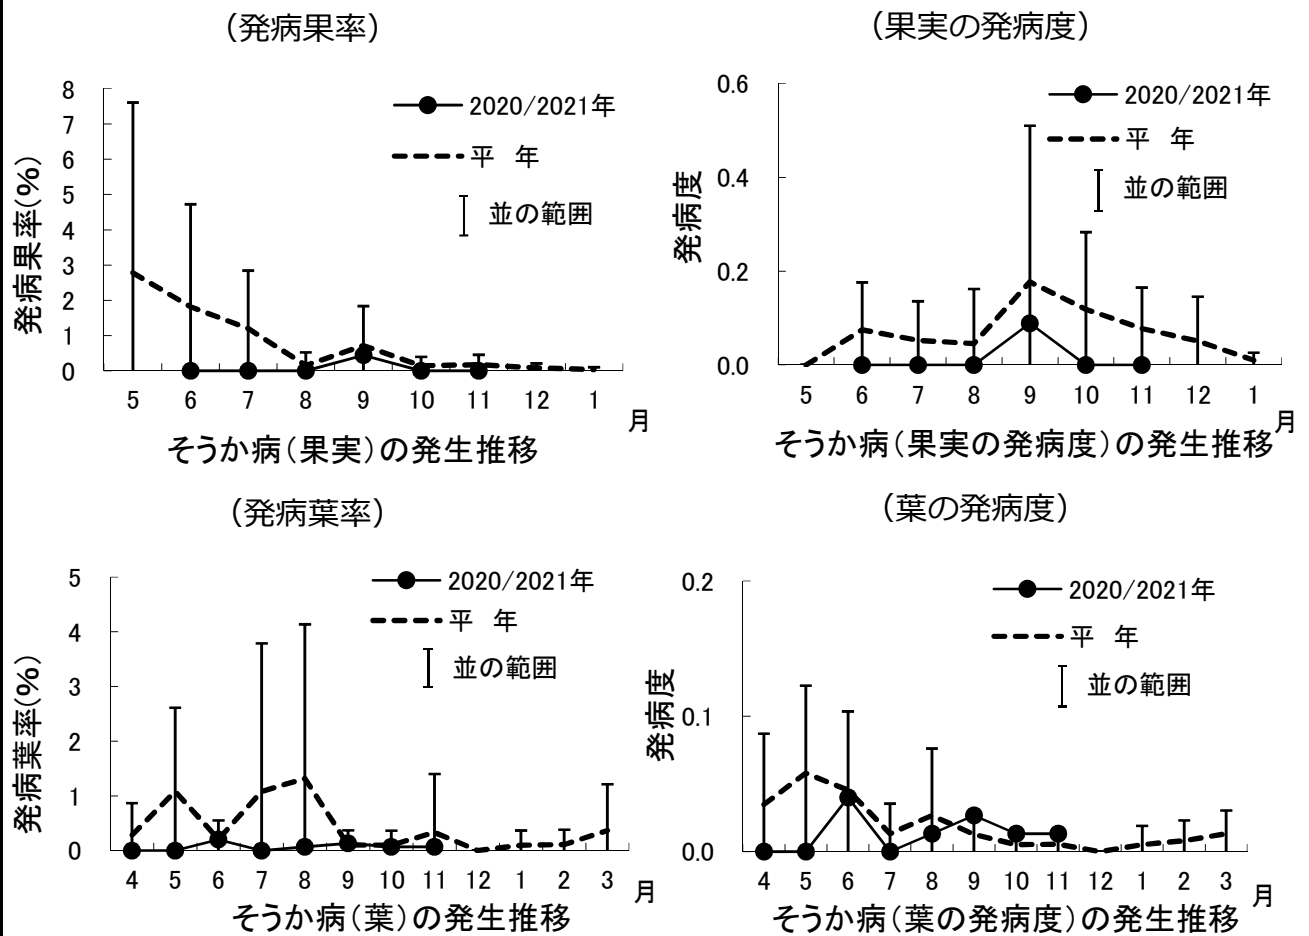 （発病果率）
8
7
6
5
4
3
2
1
0
発病果率(%)
2020/2021年
平 年
並の範囲
5 6 7 8 9 10 11 12 1
月
そうか病（果実）の発生推移
（果実の発病度）
0.6
0.4
0.2
0.0
発病度
2020/2021年
平 年
並の範囲
5 6 7 8 9 10 11 12 1
月
そうか病（果実の発病度）の発生推移
（発病葉率）
5
4
3
2
1
0
発病葉率(%)
2020/2021年
平 年
並の範囲
4 5 6 7 8 9 10 11 12 1 2 3
月
そうか病（葉）の発生推移
（葉の発病度）
0.2
0.1
0.0
発病度
2020/2021年
平 年
並の範囲
4 5 6 7 8 9 10 11 12 1 2 3
月
そうか病（葉の発病度）の発生推移